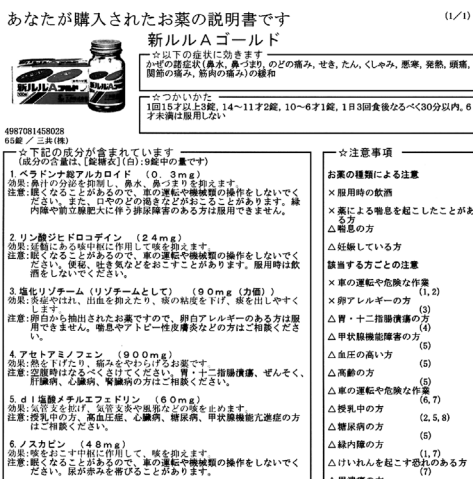 あなたが購入されたお薬の説明書です
(1/1)
新ルルAゴールド
☆以下の症状に効きます
かぜの諸症状(鼻水,鼻づまり,のどの痛み,せき,たん,くしゃみ,悪寒,発熱,頭痛,
関節の痛み,筋肉の痛み)の緩和
新ルルAゴールド
☆つかいかた
1回15才以上3錠,14~11才2錠,10~6才1錠,1日3回食後なるべく30分以内,6
才未満は服用しない
4987081458028
65錠 / 三共(株)
☆下記の成分が含まれています
(成分の含量は、[錠糖衣](白):9錠中の量です)
1.ベラドンナ総アルカロイド (0.3mg)
効果:鼻汁の分泌を抑制し、鼻水、鼻づまりを抑えます。
注意:眠くなることがあるので、車の運転や機械類の操作をしないでく
ださい。また、口やのどの渇きなどがおこることがあります。緑
内障や前立腺肥大に伴う排尿障害のある方は服用できません。
2.リン酸ジヒドロコデイン (24mg)
効果:延髄にある咳中枢に作用して咳を抑えます。
注意:眠くなることがあるので、車の運転や機械類の操作をしないでく
ださい。便秘、吐き気などをおこすことがあります。服用時は飲
酒をしないでください。
3.塩化リゾチーム(リゾチームとして) (90mg(力価))
効果:炎症やはれ、出血を抑えたり、痰の粘度を下げ、痰を出しやすく
します。
注意:卵白から抽出されたお薬ですので、卵白アレルギーのある方は服
用できません。喘息やアトピー性皮膚炎などの方はご相談くださ
い。
4.アセトアミノフェン (900mg)
効果:熱を下げたり、痛みをやわらげるお薬です。
注意:空腹時はなるべくさけてください。胃・十二指腸潰瘍、ぜんそく、
肝臓病、心臓病、腎臓病の方はご相談ください。
5.dl塩酸メチルエフェドリン (60mg)
効果:気管支を拡げ、気管支炎や風邪などの咳を止めます。
注意:授乳中の方、高血圧症、心臓病、糖尿病、甲状腺機能亢進症の方
はご相談ください。
6.ノスカピン (48mg)
効果:咳をおこす中枢に作用して、咳を抑えます。
注意:眠くなることがあるので、車の運転や機械類の操作をしないでく
ださい。尿が赤みを帯びることがあります。
☆注意事項
お薬の種類による注意
×服用時の飲酒
×薬による喘息を起こしたことがあ
る方
△喘息の方
△妊娠している方
該当する方ごとの注意
×車の運転や危険な作業
(1,2)
×卵アレルギーの方
(3)
△胃・十二指腸潰瘍の方
(4)
△甲状腺機能障害の方
(5)
△血圧の高い方
(5)
△高齢の方
(5)
△車の運転や危険な作業
(6,7)
△授乳中の方
(2,5,8)
△糖尿病の方
(5)
△緑内障の方
(1,7)
△けいれんを起こす恐れのある方
(7)